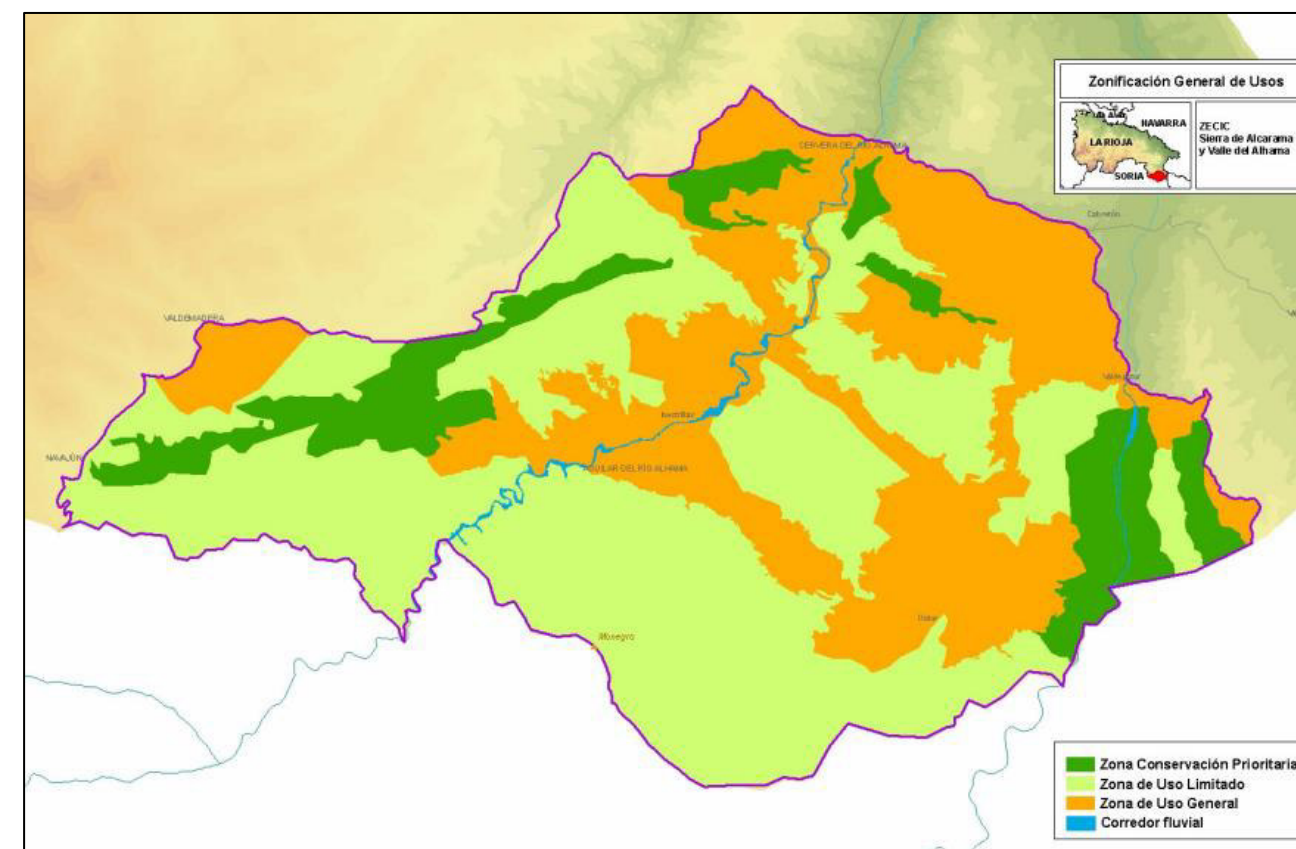 Zonificación General de Usos
NAVARRA
LA RIOJA
SORIA
ZECIC
Sierra de Alcarama
y Valle del Alhama
CERVERA DEL RÍO ALHAMA
Cabretón
VALDEMADERA
Valverde
Inestrillas
NAVAJÚN
AGUILAR DEL RÍO ALHAMA
Monegro
Zona Conservación Prioritaria
Zona de Uso Limitado
Zona de Uso General
Corredor fluvial